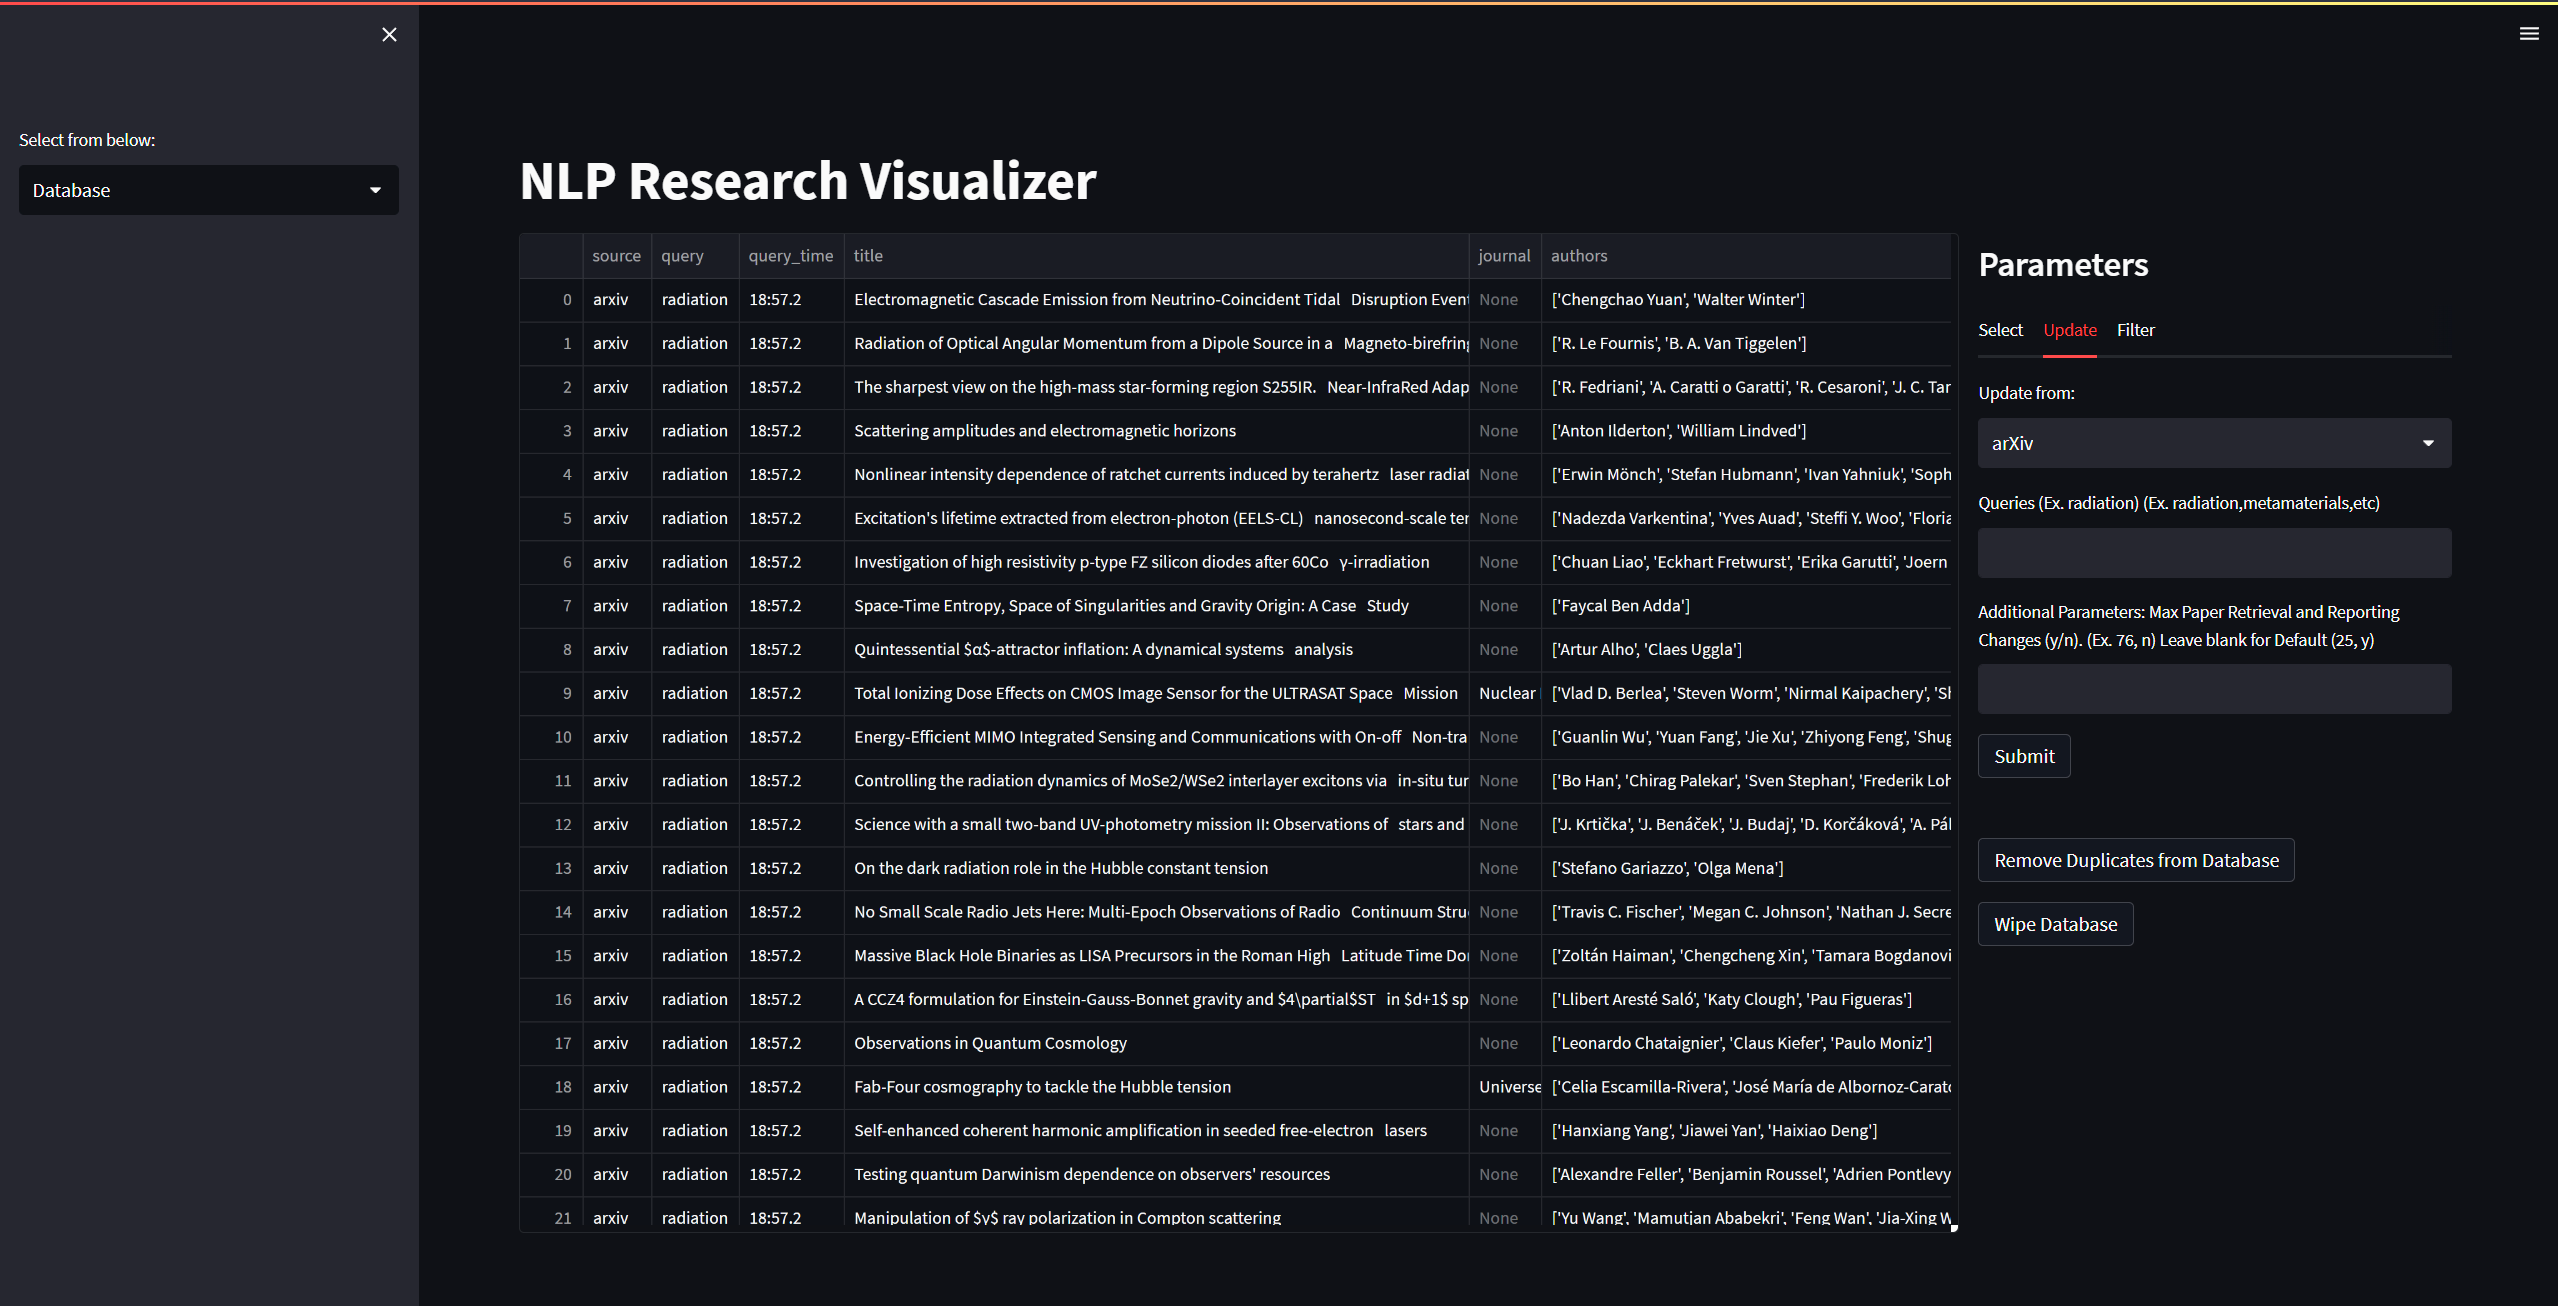 Select from below:
Database
NLP Research Visualizer
source query query_time title journal authors
0 arxiv radiation 18:57.2 Electromagnetic Cascade Emission from Neutrino-Coincident Tidal Disruption Event None ['Chengchao Yuan', 'Walter Winter']
1 arxiv radiation 18:57.2 Radiation of Optical Angular Momentum from a Dipole Source in a Magneto-birefring None ['R. Le Fournis', 'B. A. Van Tiggelen']
2 arxiv radiation 18:57.2 The sharpest view on the high-mass star-forming region S255IR. Near-InfraRed Adap None ['R. Fedriani', 'A. Caratti o Garatti', 'R. Cesaroni', 'J. C. Tar
3 arxiv radiation 18:57.2 Scattering amplitudes and electromagnetic horizons None ['Anton Ilderton', 'William Lindved']
4 arxiv radiation 18:57.2 Nonlinear intensity dependence of ratchet currents induced by terahertz laser radiat None ['Erwin Mönch', 'Stefan Hubmann', 'Ivan Yahniuk', 'Soph
5 arxiv radiation 18:57.2 Excitation's lifetime extracted from electron-photon (EELS-CL) nanosecond-scale ter None ['Nadezda Varkentina', 'Yves Auad', 'Steffi Y. Woo', 'Floria
6 arxiv radiation 18:57.2 Investigation of high resistivity p-type FZ silicon diodes after 60Co γ-irradiation None ['Chuan Liao', 'Eckhart Fretwurst', 'Erika Garutti', 'Joern
7 arxiv radiation 18:57.2 Space-Time Entropy, Space of Singularities and Gravity Origin: A Case Study None ['Faycal Ben Adda']
8 arxiv radiation 18:57.2 Quintessential $α$-attractor inflation: A dynamical systems analysis None ['Artur Alho', 'Claes Uggla']
9 arxiv radiation 18:57.2 Total Ionizing Dose Effects on CMOS Image Sensor for the ULTRASAT Space Mission Nuclear ['Vlad D. Berlea', 'Steven Worm', 'Nirmal Kaipachery', 'Sh
10 arxiv radiation 18:57.2 Energy-Efficient MIMO Integrated Sensing and Communications with On-off Non-tra None ['Guanlin Wu', 'Yuan Fang', 'Jie Xu', 'Zhiyong Feng', 'Shug
11 arxiv radiation 18:57.2 Controlling the radiation dynamics of MoSe2/WSe2 interlayer excitons via in-situ tur None ['Bo Han', 'Chirag Palekar', 'Sven Stephan', 'Frederik Loh
12 arxiv radiation 18:57.2 Science with a small two-band UV-photometry mission II: Observations of stars and None ['J. Krtička', 'J. Benáček', 'J. Budaj', 'D. Korčáková', 'A. Pál
13 arxiv radiation 18:57.2 On the dark radiation role in the Hubble constant tension None ['Stefano Gariazzo', 'Olga Mena']
14 arxiv radiation 18:57.2 No Small Scale Radio Jets Here: Multi-Epoch Observations of Radio Continuum Stru None ['Travis C. Fischer', 'Megan C. Johnson', 'Nathan J. Secre
15 arxiv radiation 18:57.2 Massive Black Hole Binaries as LISA Precursors in the Roman High Latitude Time Do None ['Zoltán Haiman', 'Chengcheng Xin', 'Tamara Bogdanovi
16 arxiv radiation 18:57.2 A CCZ4 formulation for Einstein-Gauss-Bonnet gravity and $4\partial$ST in $d+1$ sp None ['Llibert Aresté Saló', 'Katy Clough', 'Pau Figueras']
17 arxiv radiation 18:57.2 Observations in Quantum Cosmology None ['Leonardo Chataignier', 'Claus Kiefer', 'Paulo Moniz']
18 arxiv radiation 18:57.2 Fab-Four cosmography to tackle the Hubble tension Universe ['Celia Escamilla-Rivera', 'José María de Albornoz-Carato
19 arxiv radiation 18:57.2 Self-enhanced coherent harmonic amplification in seeded free-electron lasers None ['Hanxiang Yang', 'Jiawei Yan', 'Haixiao Deng']
20 arxiv radiation 18:57.2 Testing quantum Darwinism dependence on observers' resources None ['Alexandre Feller', 'Benjamin Roussel', 'Adrien Pontlevy
21 arxiv radiation 18:57.2 Manipulation of $γ$ ray polarization in Compton scattering None ['Yu Wang', 'Mamutjan Ababekri', 'Feng Wan', 'Jia-Xing W
Parameters
Select Update Filter
Update from:
arXiv
Queries (Ex. radiation) (Ex. radiation,metamaterials,etc)
Additional Parameters: Max Paper Retrieval and Reporting
Changes (y/n). (Ex. 76, n) Leave blank for Default (25, y)
Submit
Remove Duplicates from Database
Wipe Database